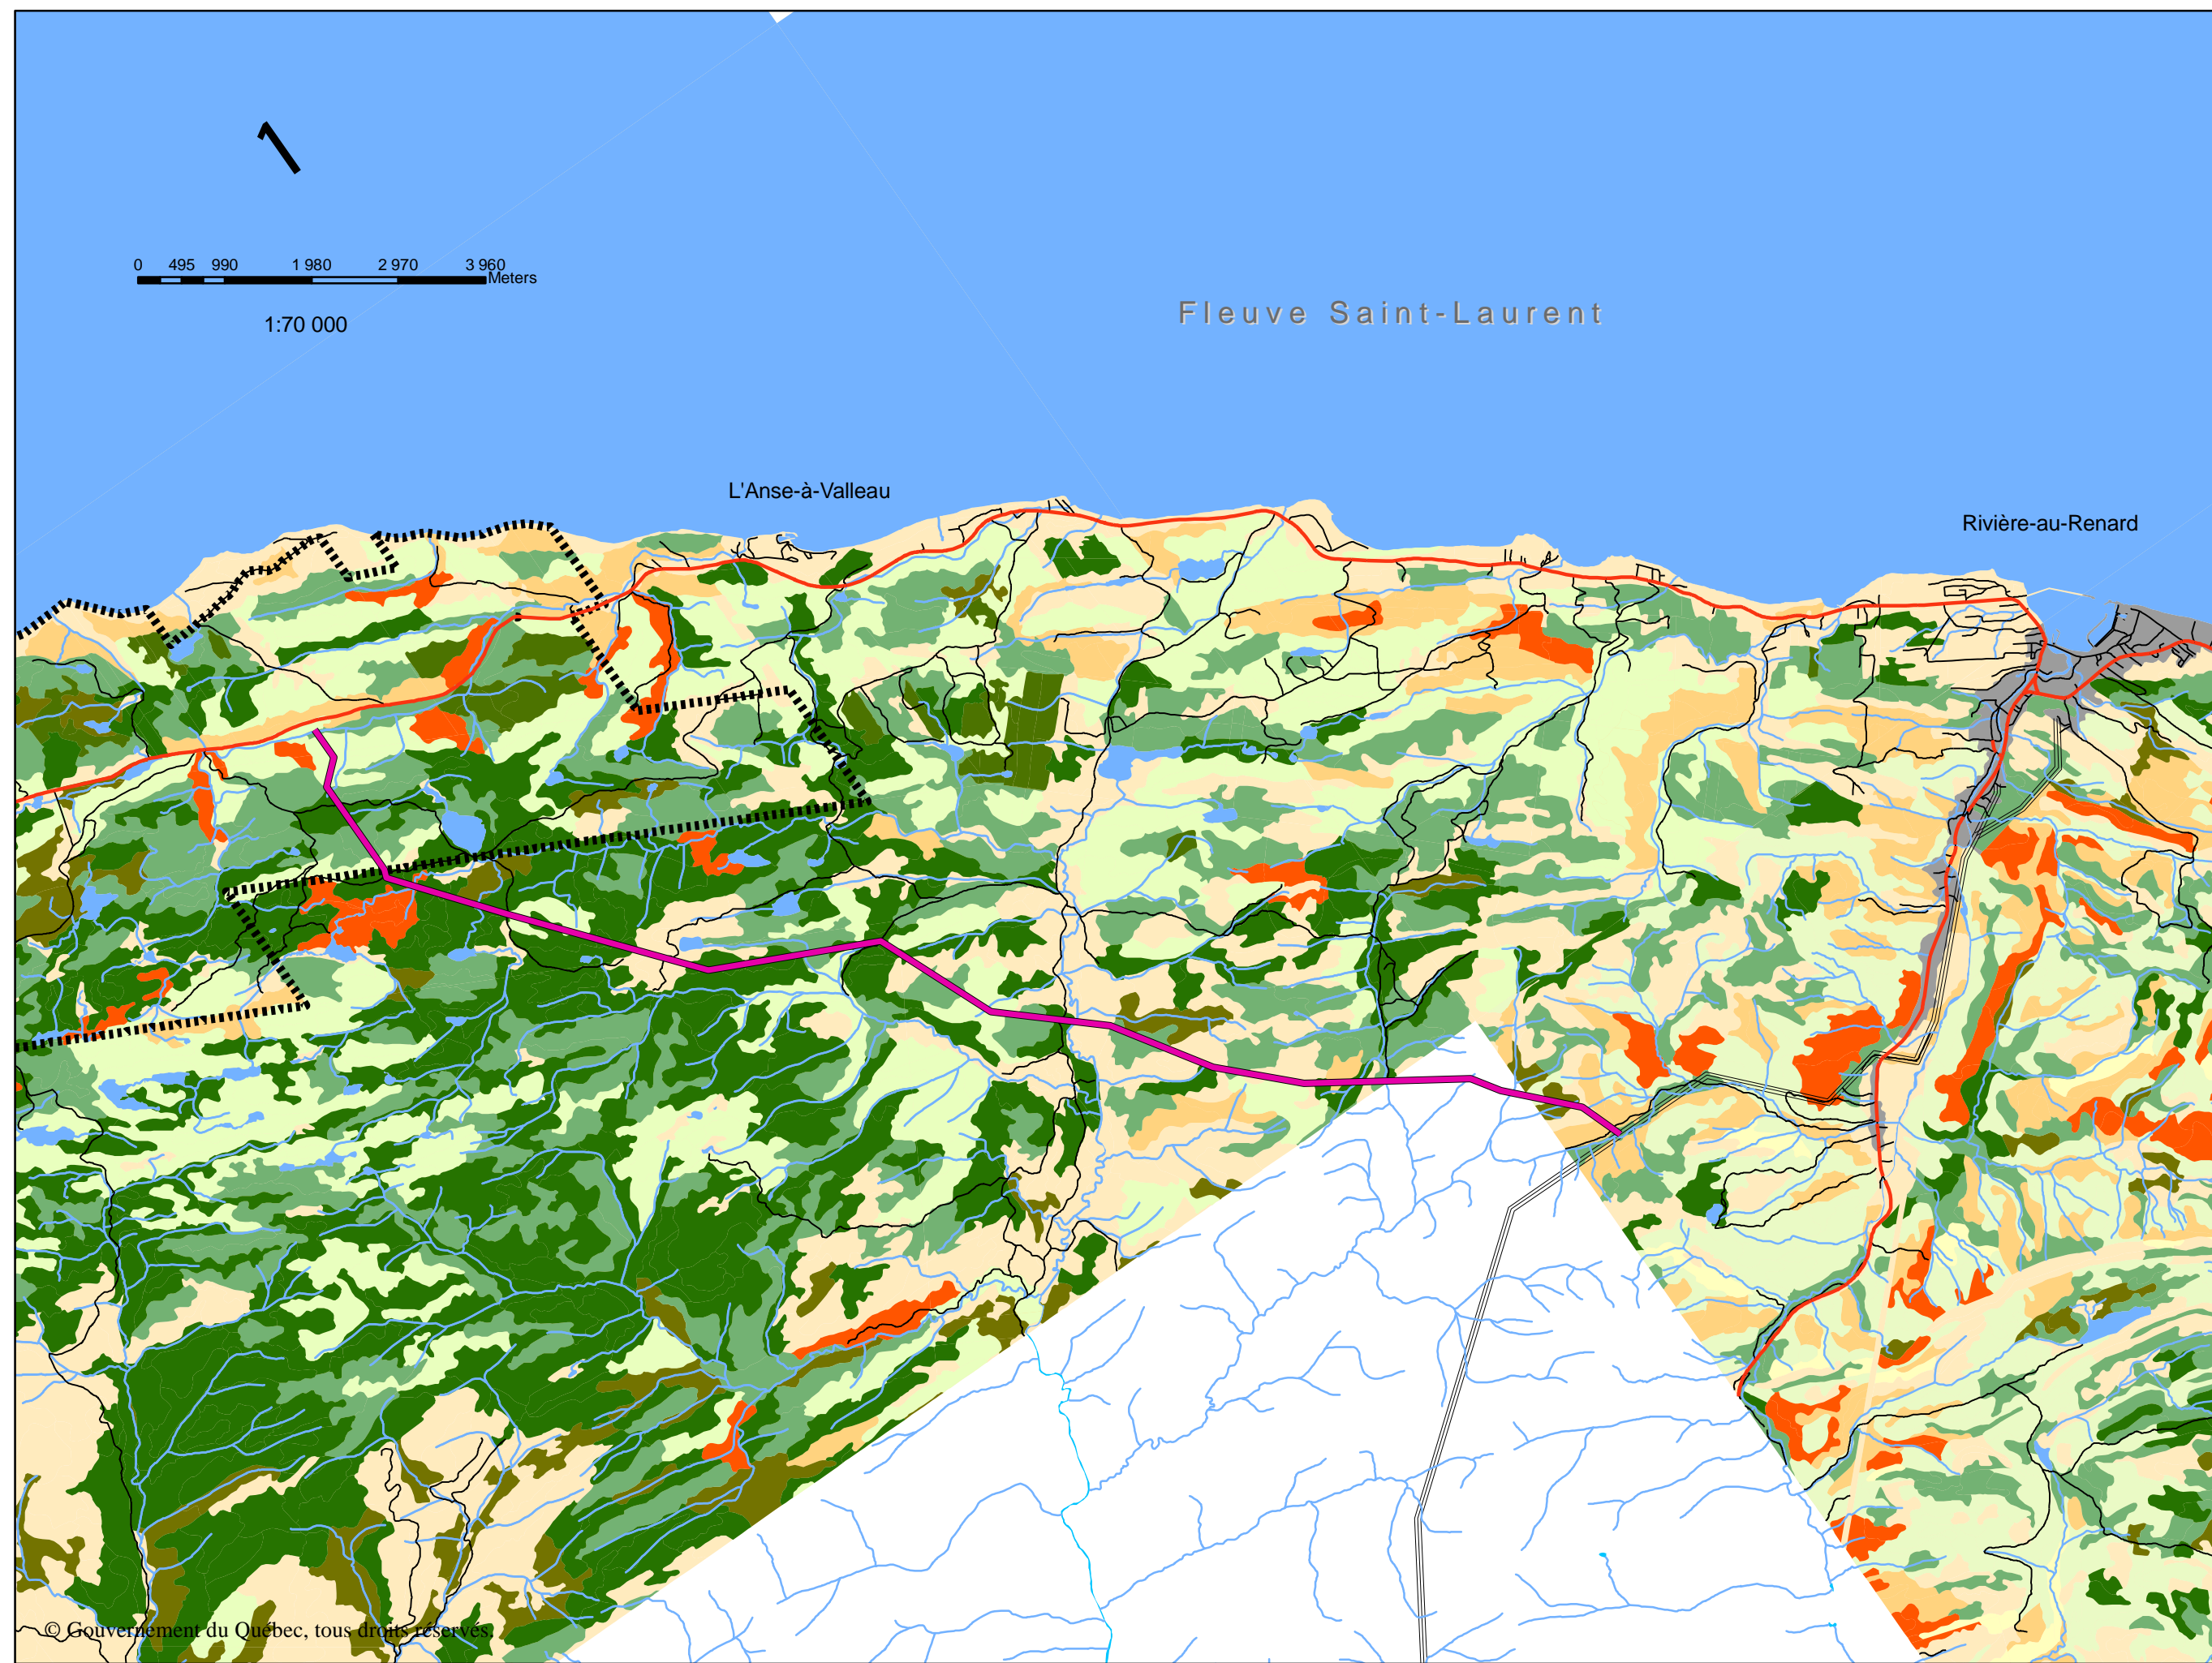 0 495 990 1 980 2 970 3 960
Meters
1:70 000
Fleuve Saint-Laurent
L'Anse-à-Valleau
Rivière-au-Renard
© Gouvernement du Québec, tous droits réservés.